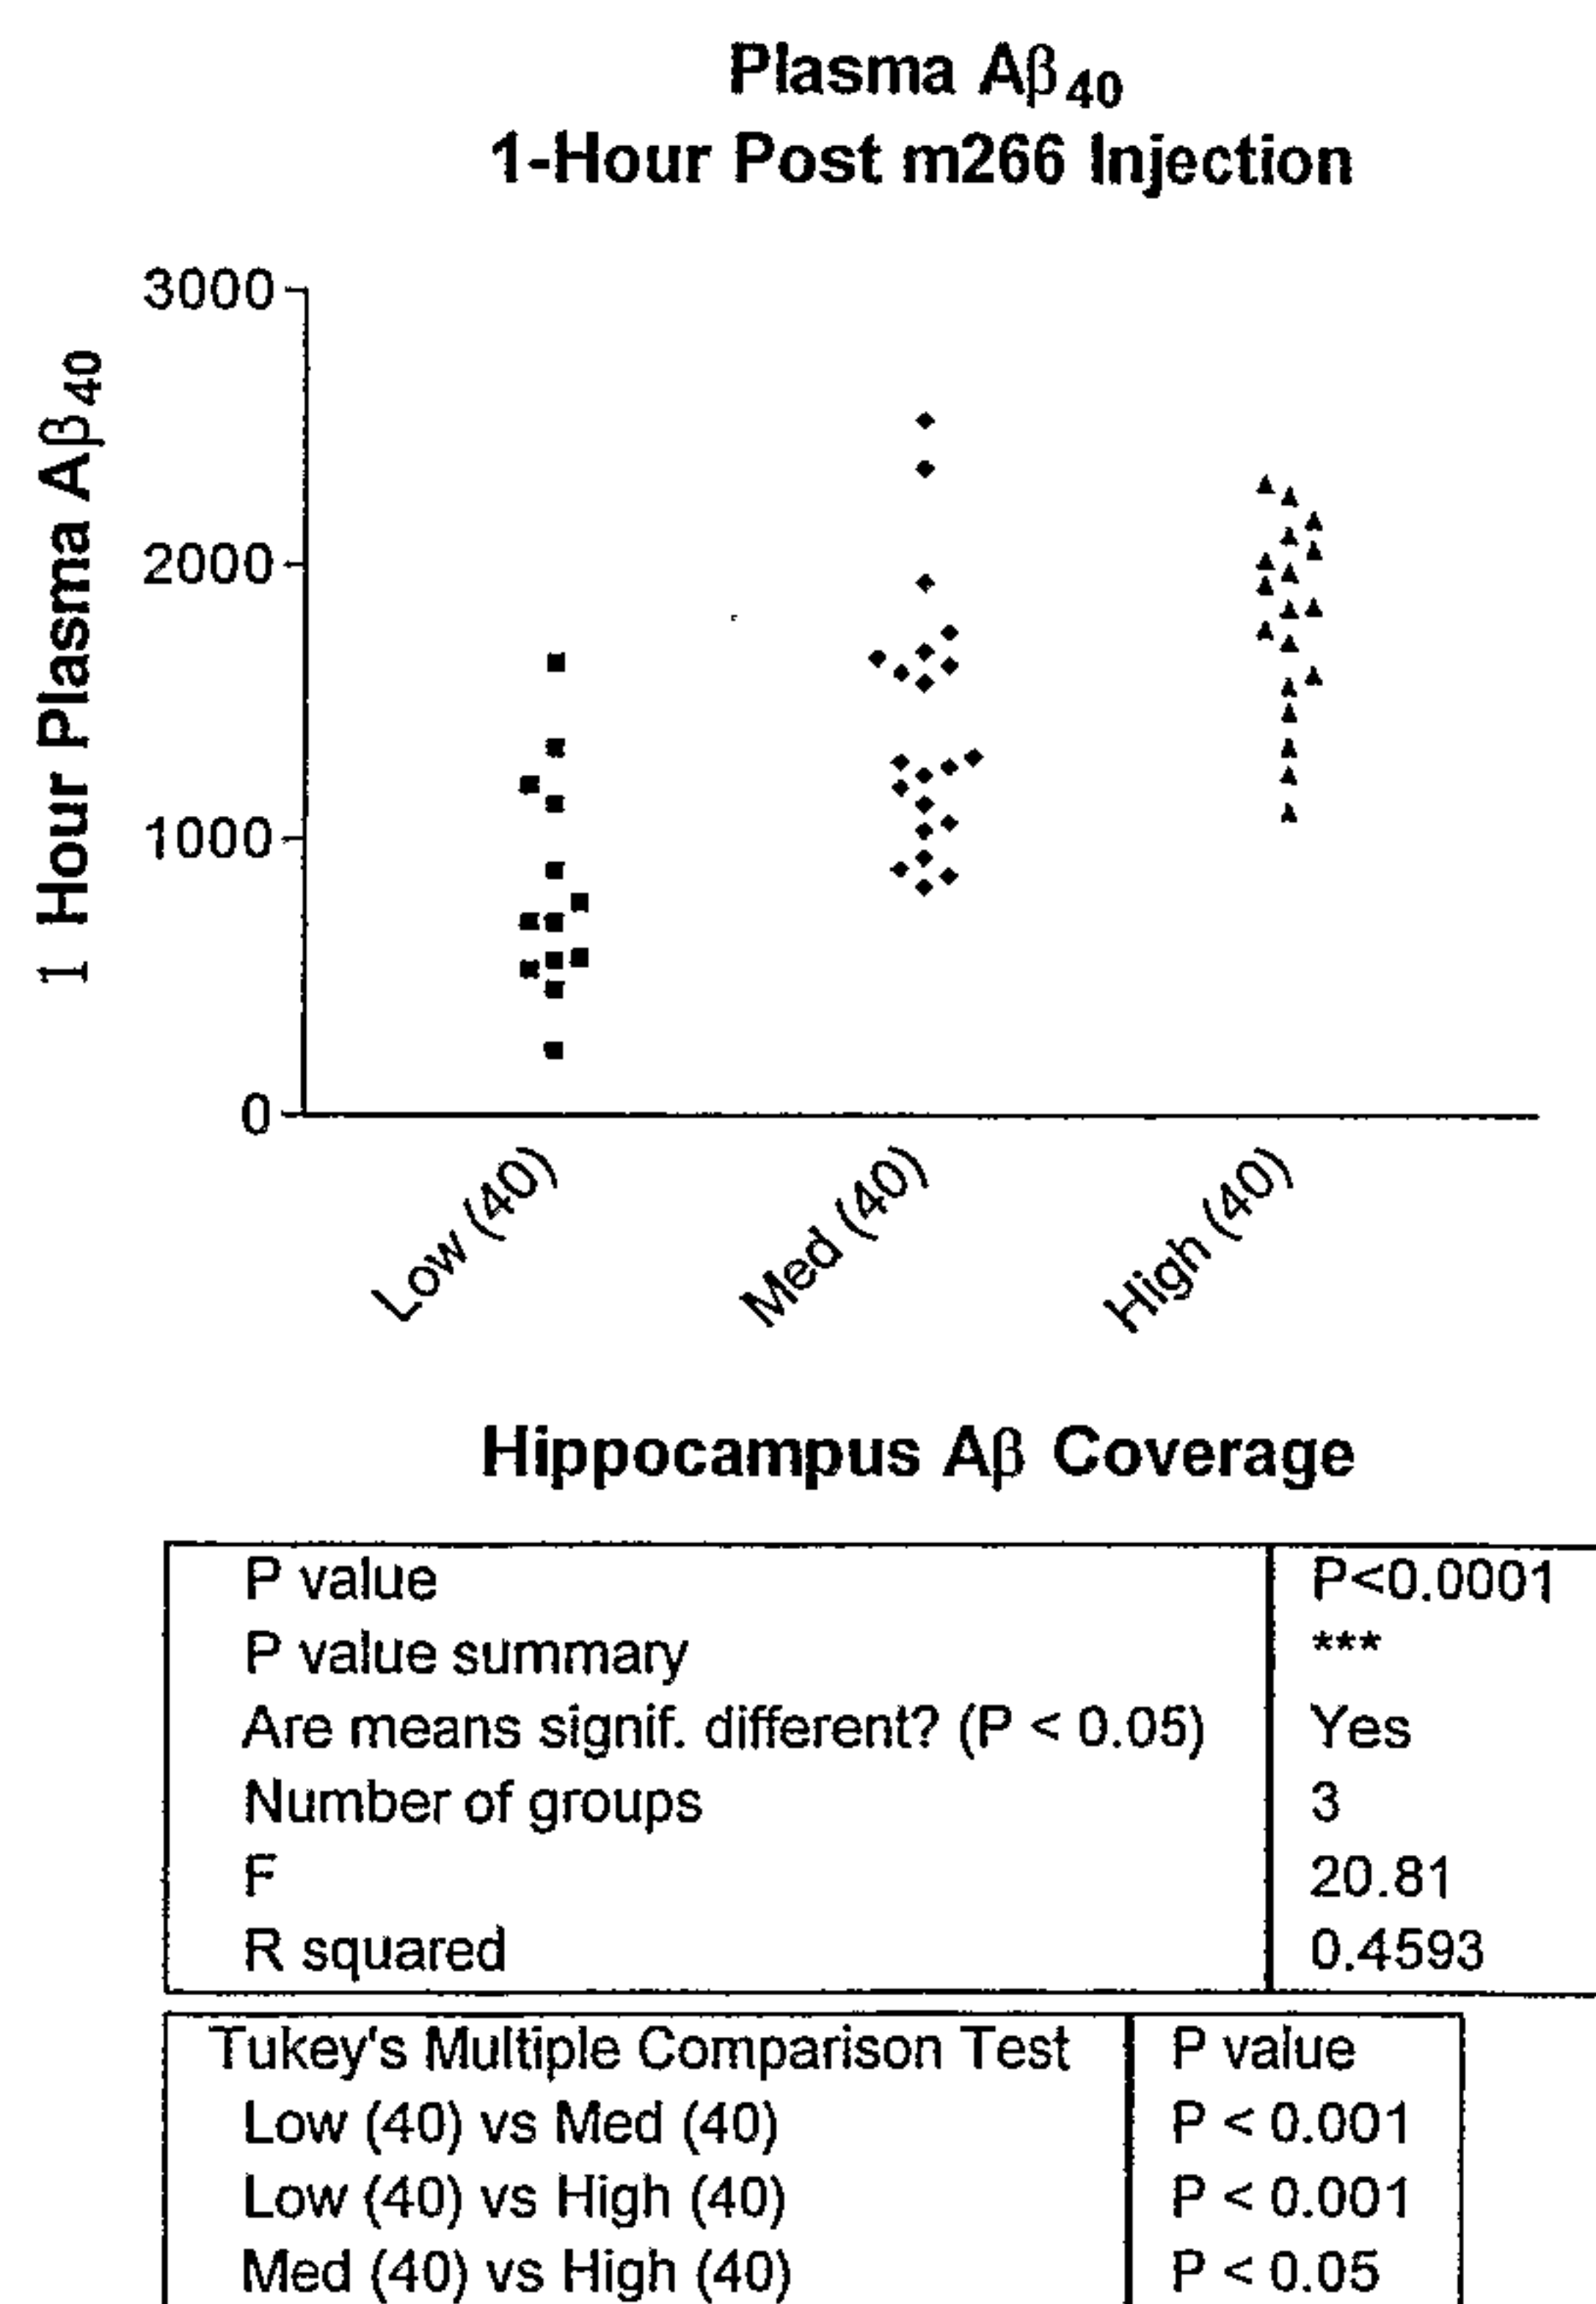 Plasma Aβ40
1-Hour Post m266 Injection
3000
2000
1000
0
1 Hour Plasma Aβ40
Low (40)
Med (40)
High (40)
Hippocampus Aβ Coverage
P value P<0.0001
P value summary ***
Are means signif. different? (P < 0.05) Yes
Number of groups 3
F 20.81
R squared 0.4593
Tukey's Multiple Comparison Test P value
Low (40) vs Med (40) P < 0.001
Low (40) vs High (40) P < 0.001
Med (40) vs High (40) P < 0.05